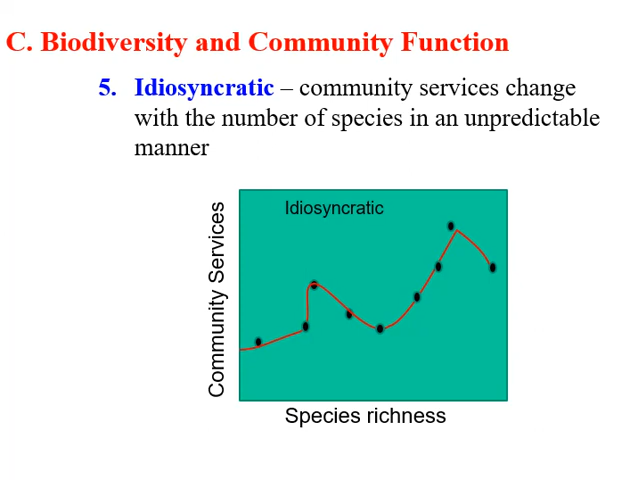 C. Biodiversity and Community Function
5. Idiosyncratic – community services change
with the number of species in an unpredictable
manner
Idiosyncratic
Community Services
Species richness